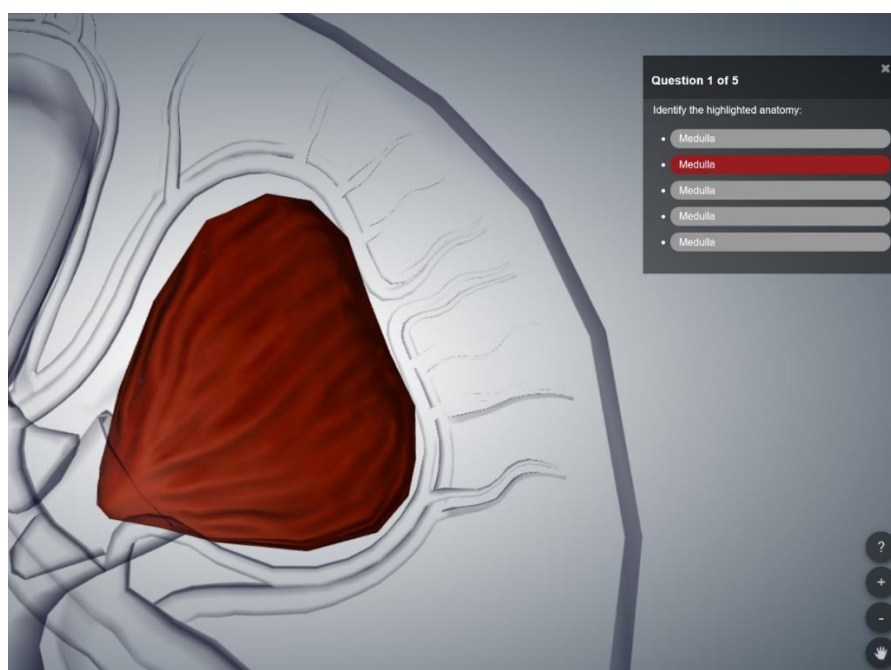 Question 1 of 5
Identify the highlighted anatomy:
Medulla
Medulla
Medulla
Medulla
Medulla
?
+
-